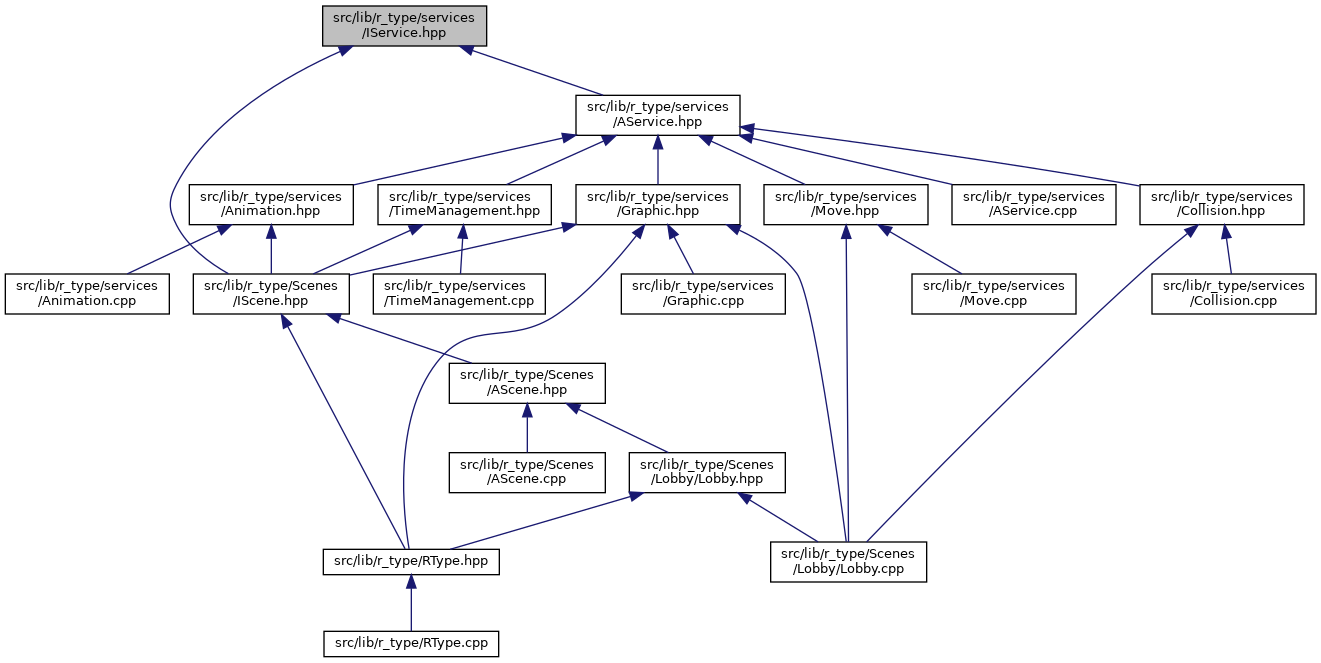 src/lib/r_type/services
/IService.hpp
src/lib/r_type/services
/AService.hpp
src/lib/r_type/services
/Animation.hpp
src/lib/r_type/services
/TimeManagement.hpp
src/lib/r_type/services
/Graphic.hpp
src/lib/r_type/services
/Move.hpp
src/lib/r_type/services
/AService.cpp
src/lib/r_type/services
/Collision.hpp
src/lib/r_type/services
/Animation.cpp
src/lib/r_type/Scenes
/IScene.hpp
src/lib/r_type/services
/TimeManagement.cpp
src/lib/r_type/services
/Graphic.cpp
src/lib/r_type/services
/Move.cpp
src/lib/r_type/services
/Collision.cpp
src/lib/r_type/Scenes
/AScene.hpp
src/lib/r_type/Scenes
/AScene.cpp
src/lib/r_type/Scenes
/Lobby/Lobby.hpp
src/lib/r_type/RType.hpp
src/lib/r_type/Scenes
/Lobby/Lobby.cpp
src/lib/r_type/RType.cpp